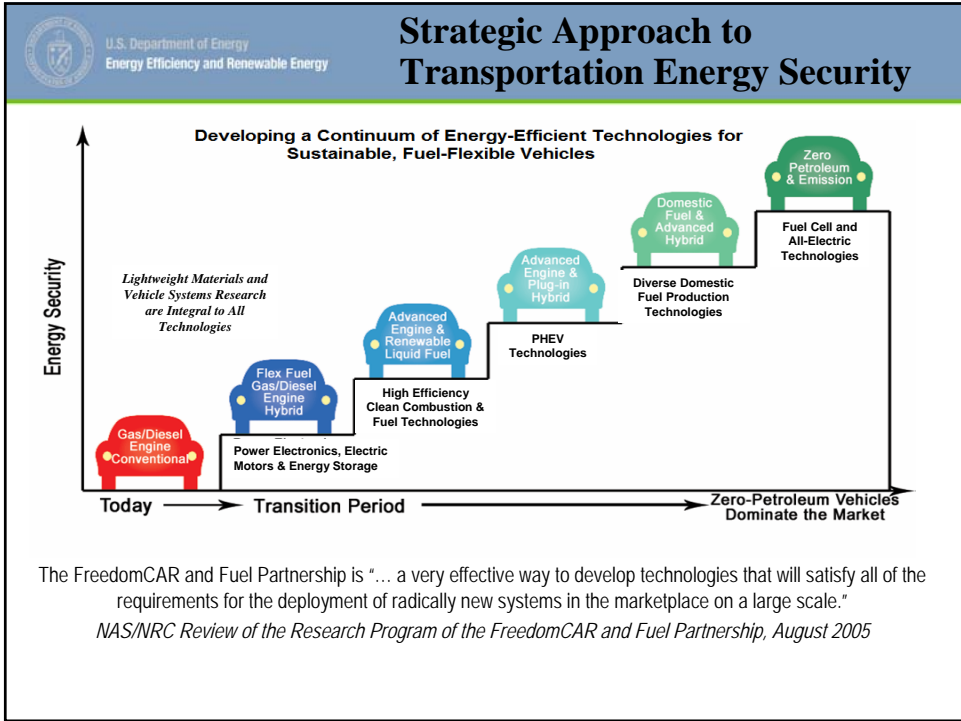 U.S. Department of Energy
Energy Efficiency and Renewable Energy
Strategic Approach to
Transportation Energy Security
Developing a Continuum of Energy-Efficient Technologies for
Sustainable, Fuel-Flexible Vehicles
Energy Security
Lightweight Materials and
Vehicle Systems Research
are Integral to All
Technologies
Gas/Diesel
Engine
Conventional
Flex Fuel
Gas/Diesel
Engine
Hybrid
Power Electronics, Electric
Motors & Energy Storage
Advanced
Engine &
Renewable
Liquid Fuel
High Efficiency
Clean Combustion &
Fuel Technologies
Advanced
Engine &
Plug-in
Hybrid
PHEV
Technologies
Domestic
Fuel &
Advanced
Hybrid
Diverse Domestic
Fuel Production
Technologies
Zero
Petroleum
& Emission
Fuel Cell and
All-Electric
Technologies
Today
Transition Period
Zero-Petroleum Vehicles
Dominate the Market
The FreedomCAR and Fuel Partnership is “… a very effective way to develop technologies that will satisfy all of the
requirements for the deployment of radically new systems in the marketplace on a large scale.”
NAS/NRC Review of the Research Program of the FreedomCAR and Fuel Partnership, August 2005